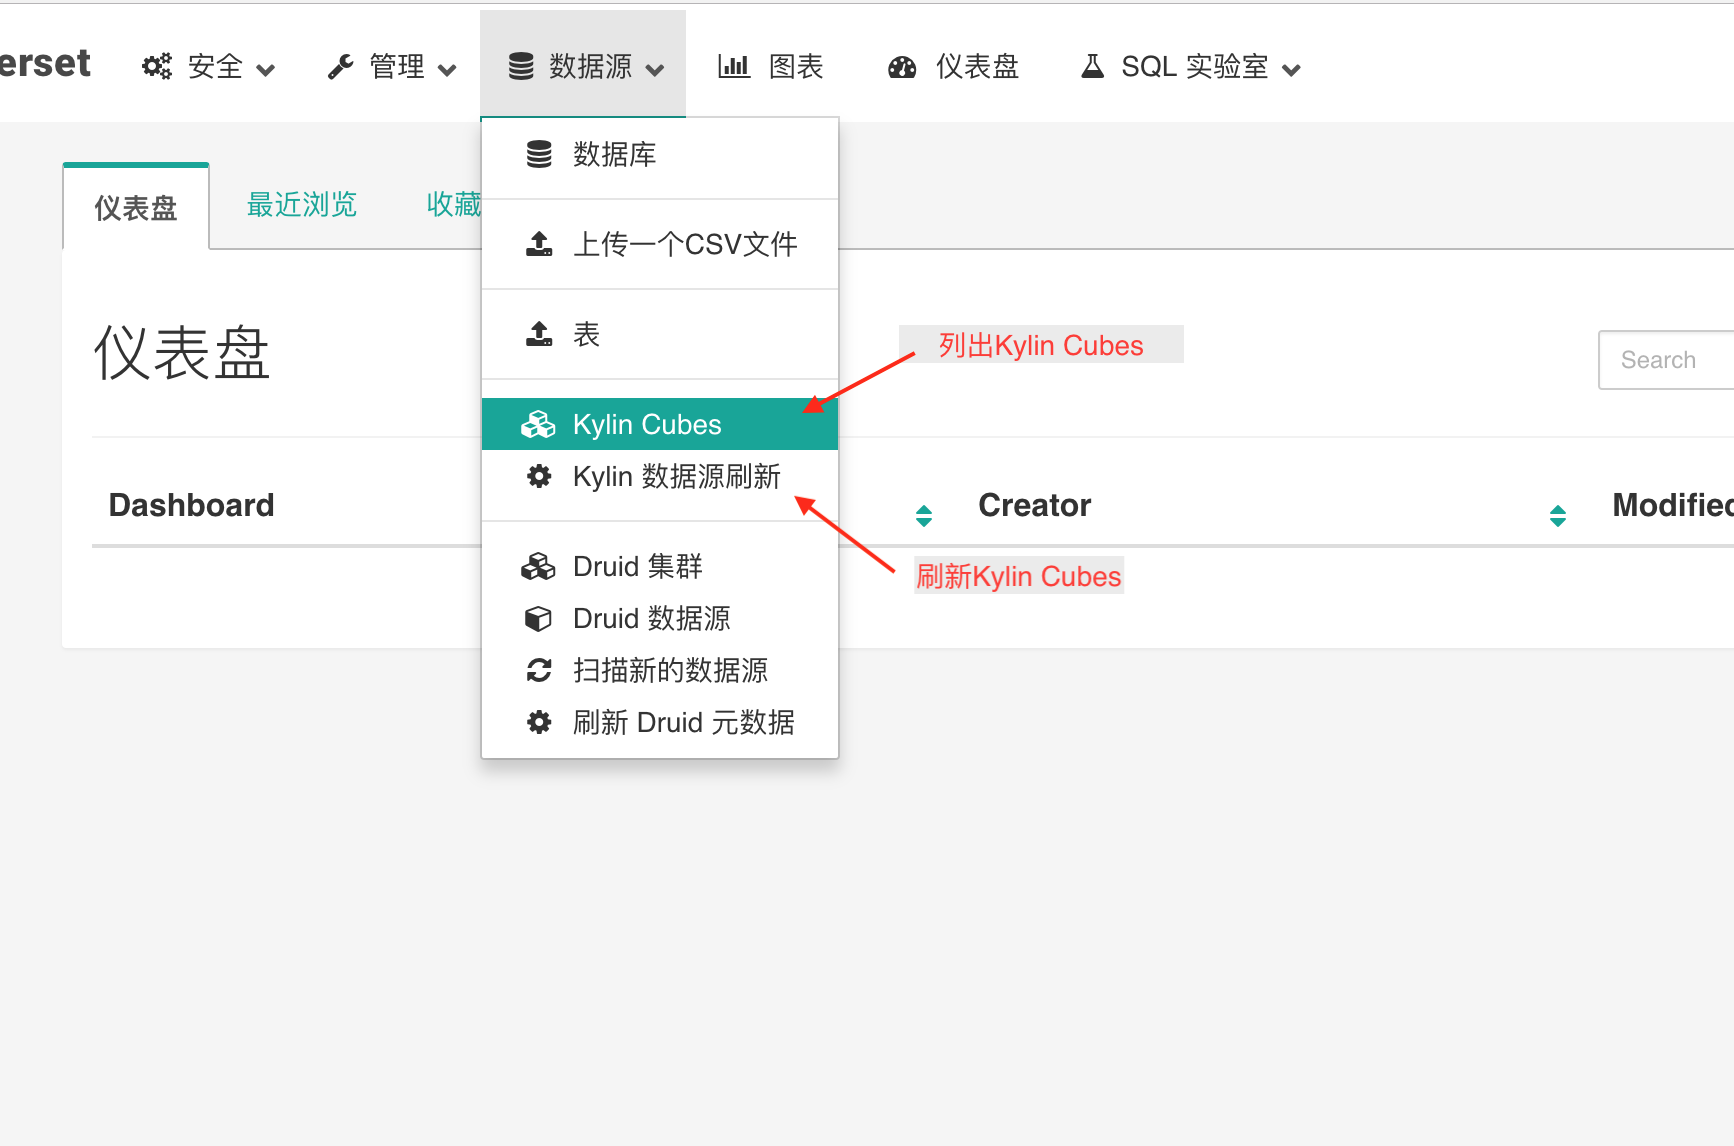 erset 安全 管理 数据源 图表 仪表盘 SQL 实验室
数据库
仪表盘 最近浏览 收藏
上传一个CSV文件
表
仪表盘
列出Kylin Cubes
Search
Kylin Cubes
Kylin 数据源刷新
Dashboard Creator Modified
Druid 集群
刷新Kylin Cubes
Druid 数据源
扫描新的数据源
刷新 Druid 元数据